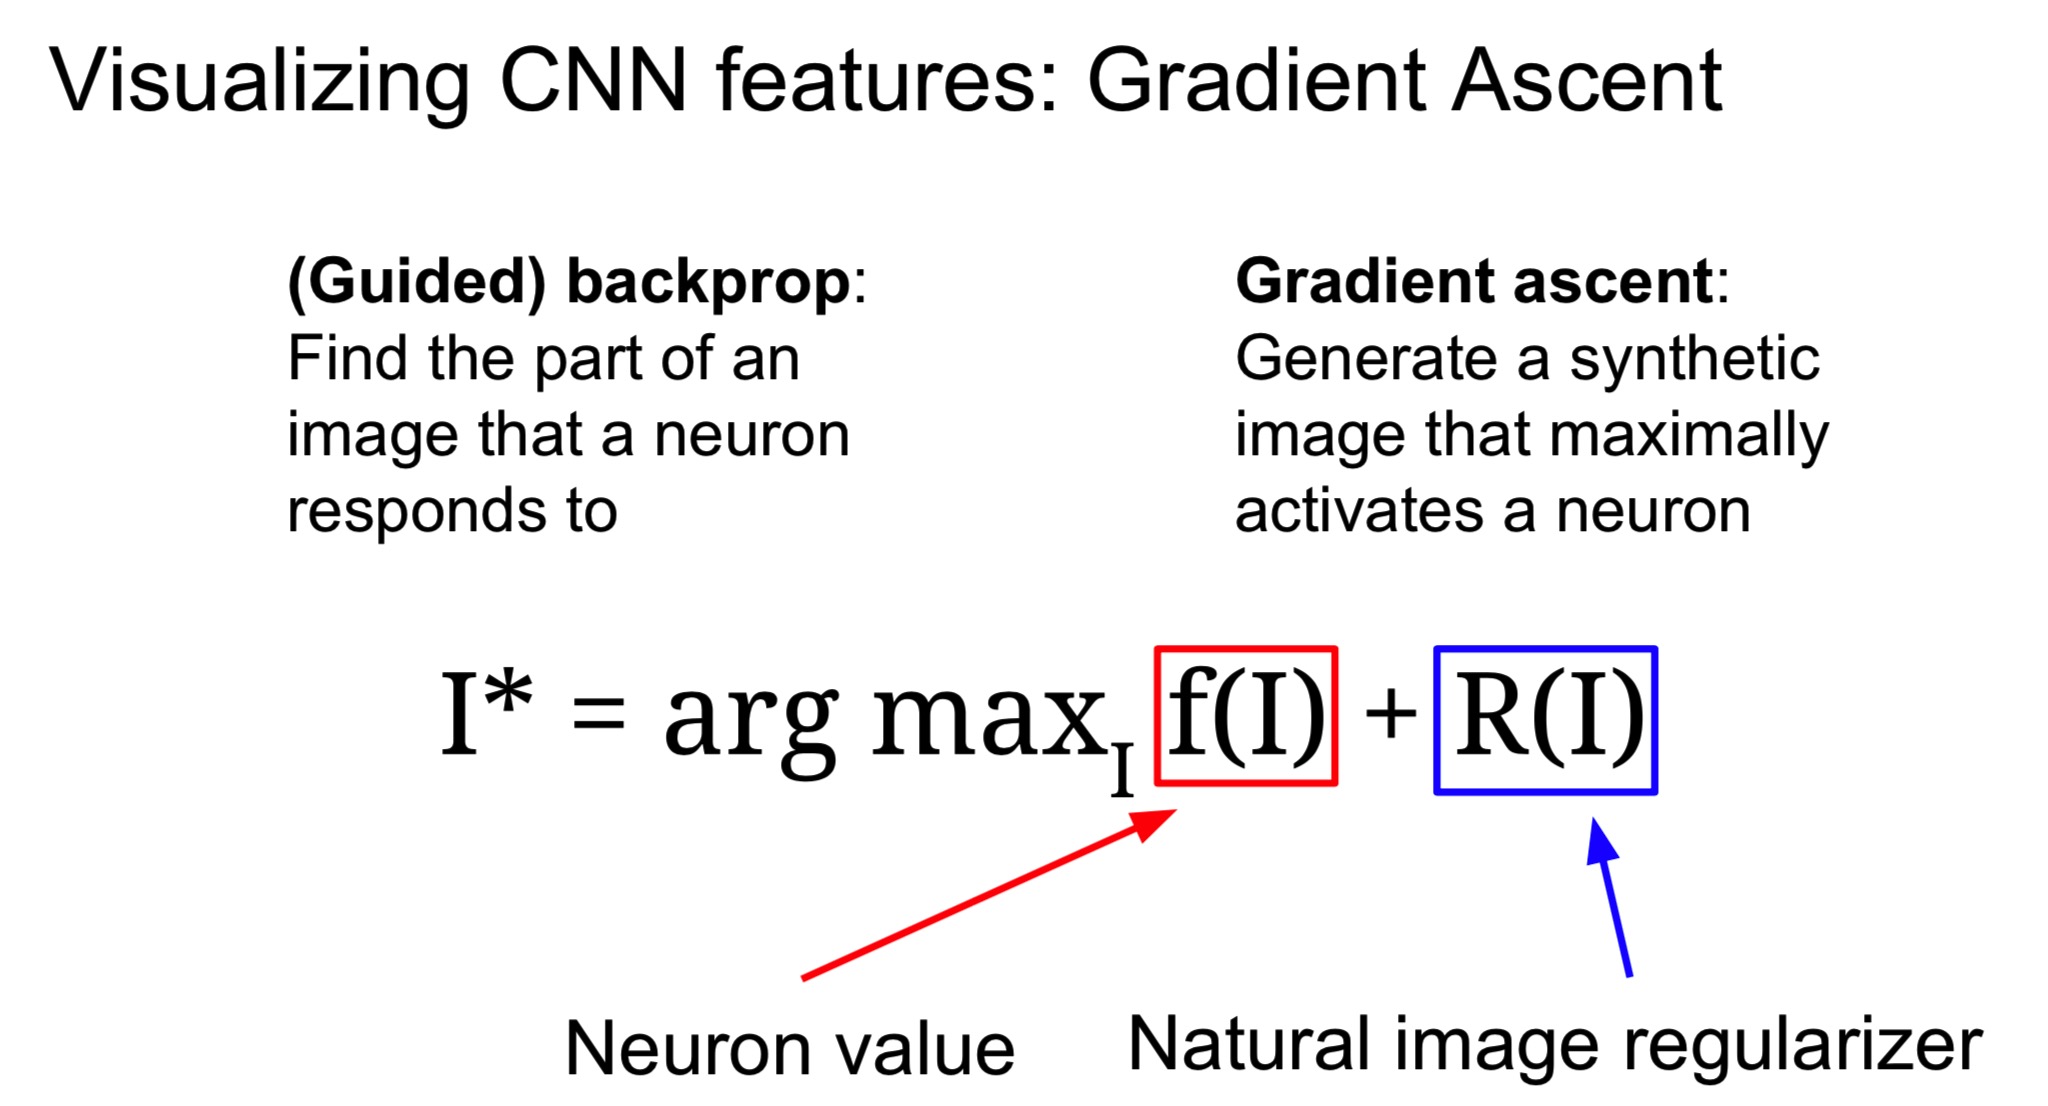 Visualizing CNN features: Gradient Ascent
(Guided) backprop:
Find the part of an
image that a neuron
responds to
Gradient ascent:
Generate a synthetic
image that maximally
activates a neuron
I* = arg max_I f(I) + R(I)
Neuron value
Natural image regularizer